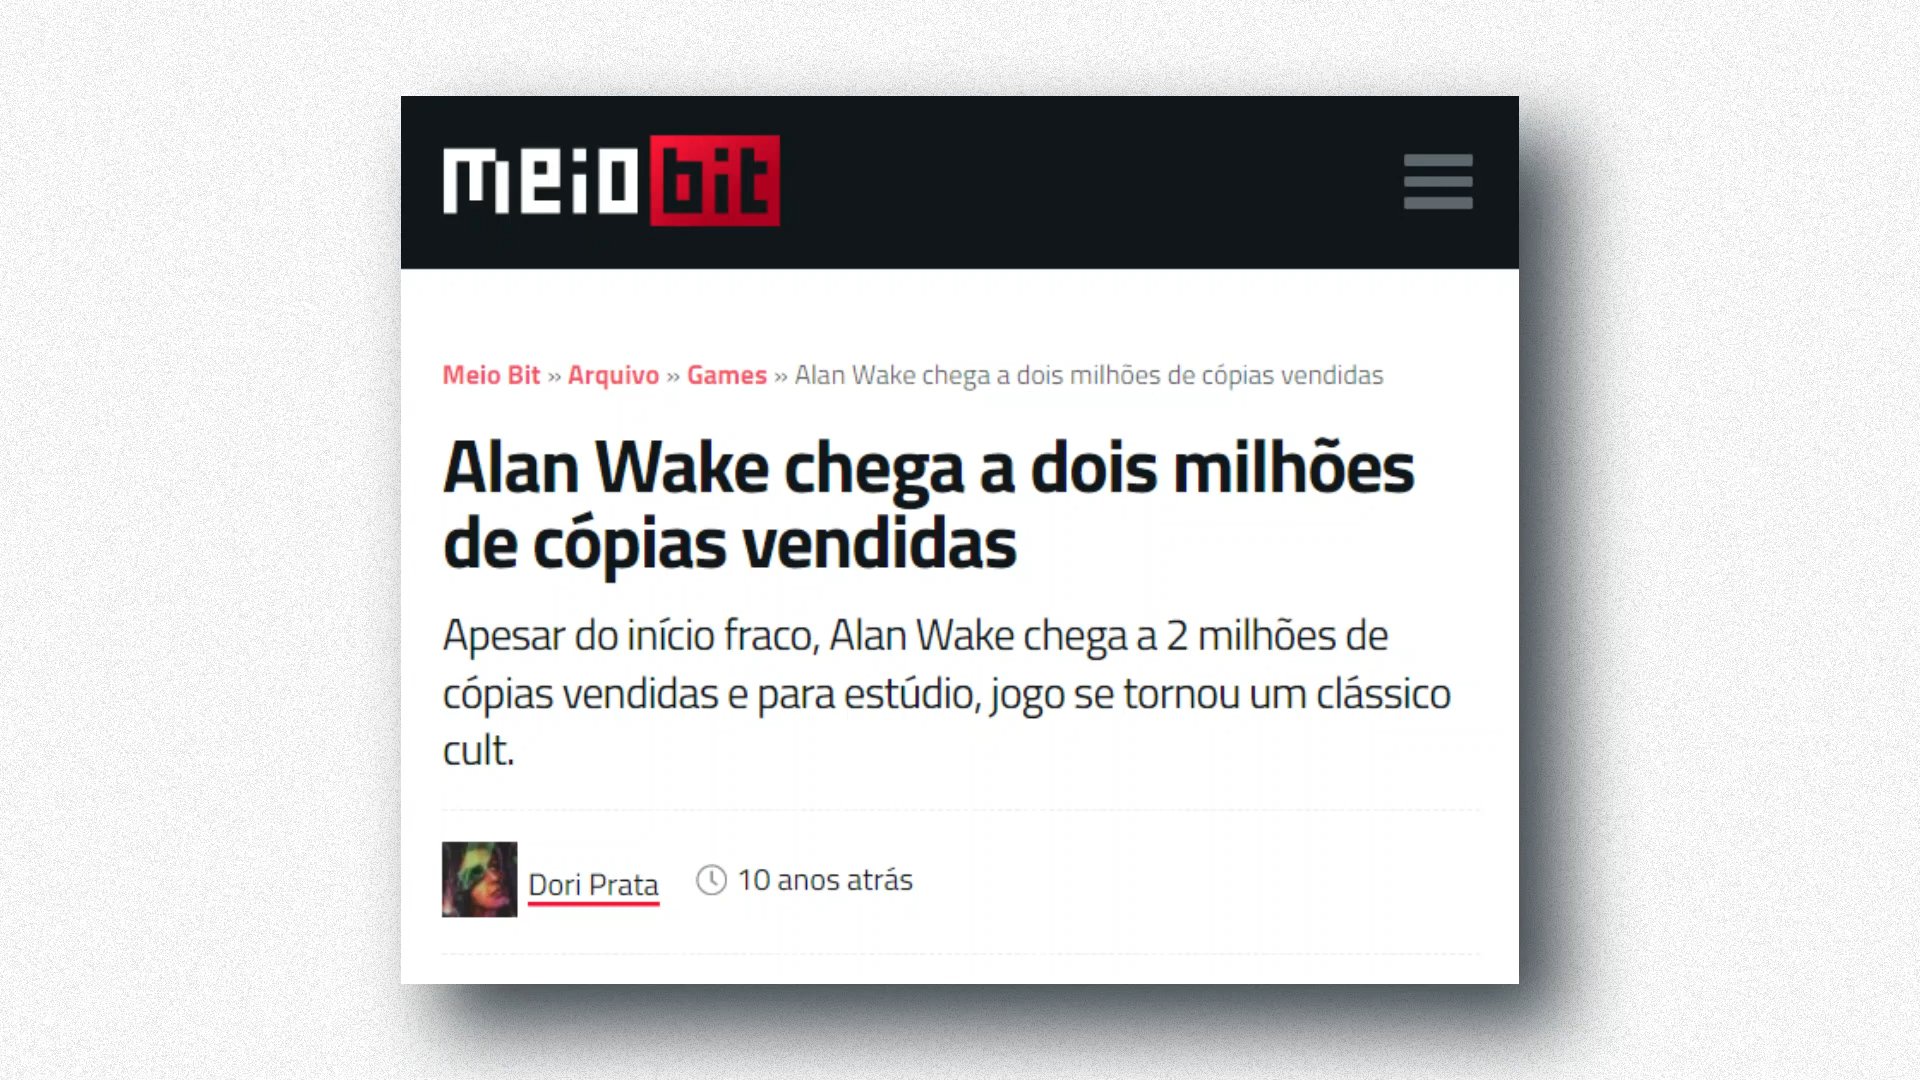 meiobit
Meio Bit » Arquivo » Games » Alan Wake chega a dois milhões de cópias vendidas
Alan Wake chega a dois milhões
de cópias vendidas
Apesar do início fraco, Alan Wake chega a 2 milhões de
cópias vendidas e para estúdio, jogo se tornou um clássico
cult.
Dori Prata 10 anos atrás